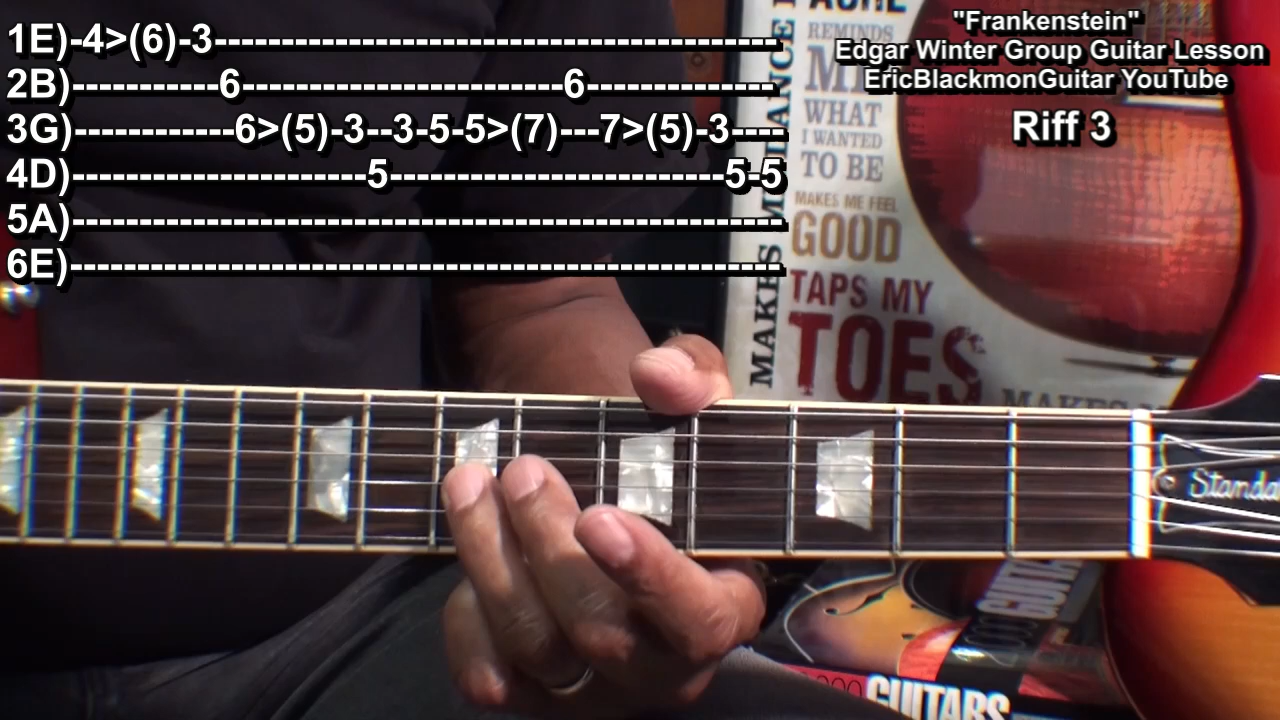 1E)-4>(6)-3---------------------------------------------
2B)-----------6------------------------6--------------
3G)------------6>(5)-3--3-5-5>(7)---7>(5)-3----
4D)----------------------5---------------------------5-5
5A)------------------------------------------------------
6E)------------------------------------------------------
"Frankenstein"
Edgar Winter Group Guitar Lesson
EricBlackmonGuitar YouTube
Riff 3
REMINDS
WHAT
I WANTED
TO BE
MAKES ME FEEL
GOOD
TAPS MY
TOES
MAKES
Standa
GUITARS